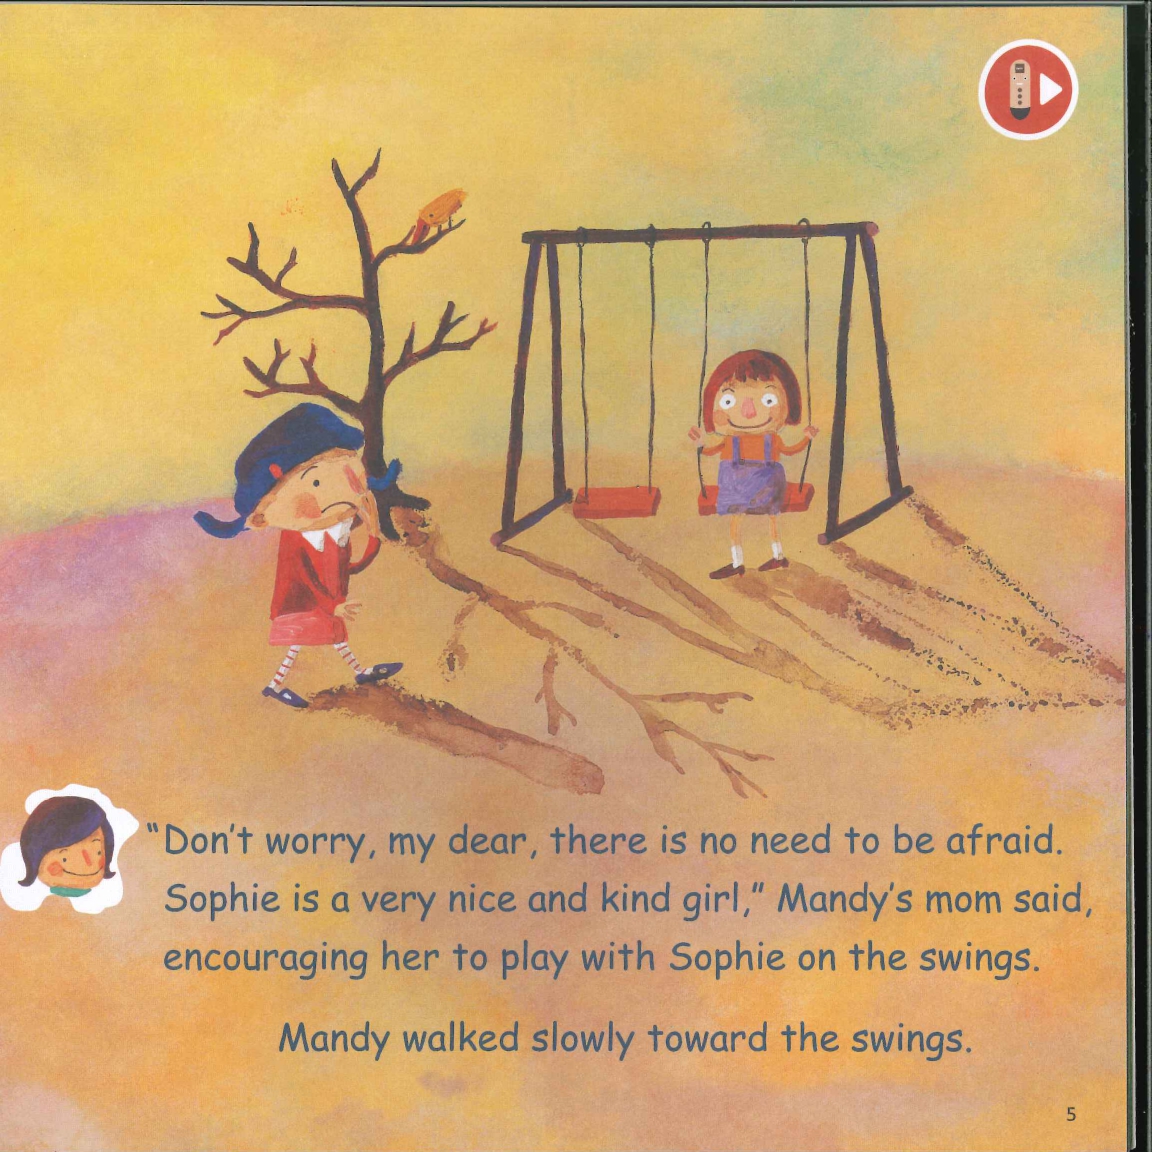 “Don’t worry, my dear, there is no need to be afraid.
Sophie is a very nice and kind girl,” Mandy’s mom said,
encouraging her to play with Sophie on the swings.
Mandy walked slowly toward the swings.
5